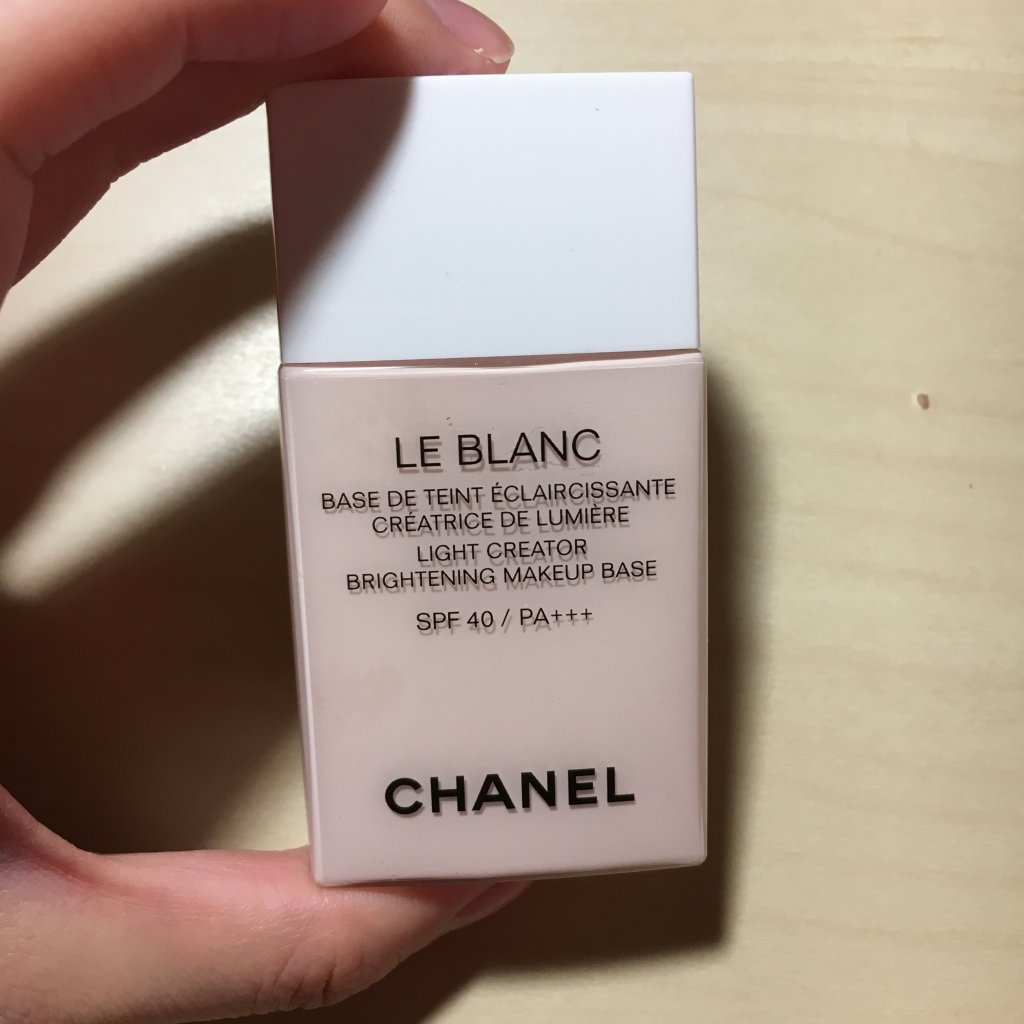 LE BLANC
BASE DE TEINT ÉCLAIRCISSANTE
CRÉATRICE DE LUMIÈRE
LIGHT CREATOR
BRIGHTENING MAKEUP BASE
SPF 40 / PA+++
CHANEL